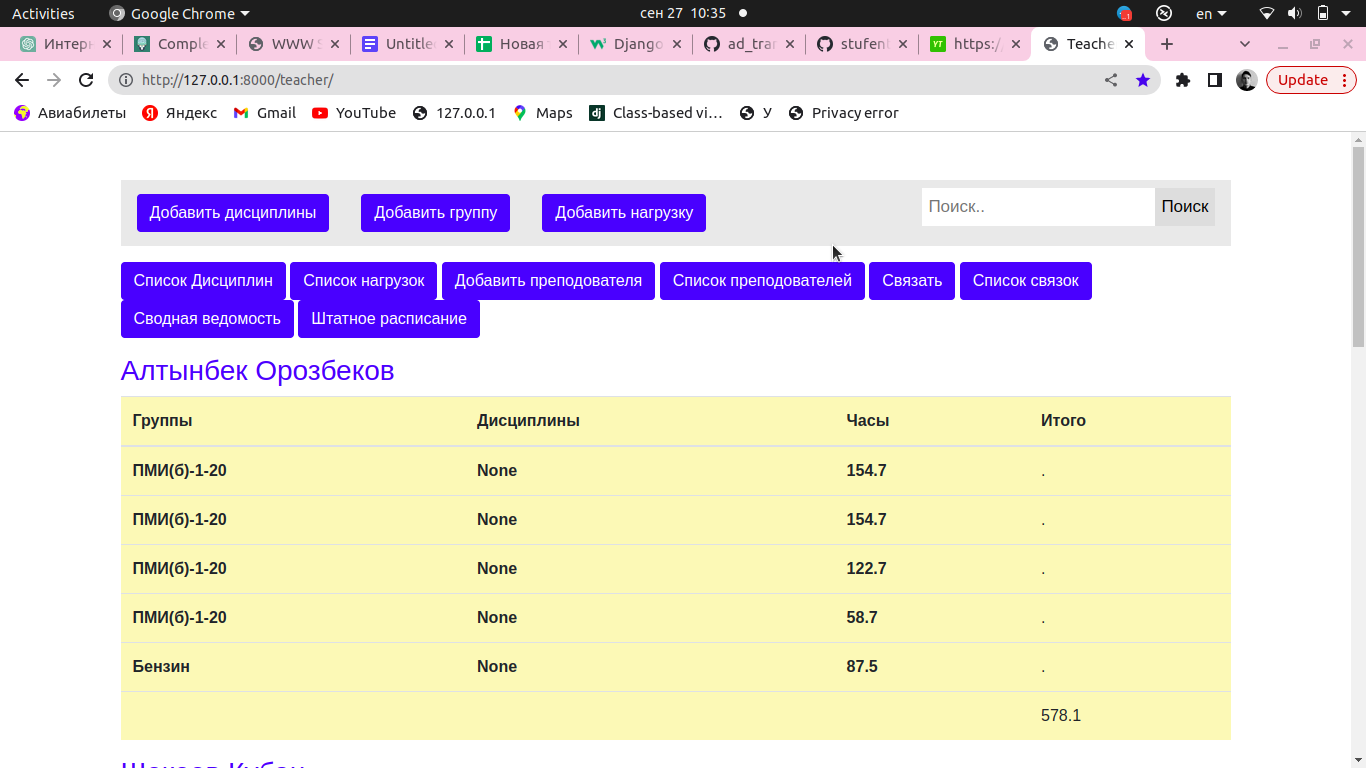 Activities Google Chrome сен 27 10:35 en
Интерн Comple WWW S Untitle Новая Django ad_tran stufent https:/ Teache
http://127.0.0.1:8000/teacher/ Update
Авиабилеты Яндекс Gmail YouTube 127.0.0.1 Maps Class-based vi… У Privacy error
Добавить дисциплины Добавить группу Добавить нагрузку Поиск.. Поиск
Список Дисциплин Список нагрузок Добавить преподавателя Список преподователей Связать Список связок
Сводная ведомость Штатное расписание
Алтынбек Орозбеков
Группы Дисциплины Часы Итого
ПМИ(б)-1-20 None 154.7 .
ПМИ(б)-1-20 None 154.7 .
ПМИ(б)-1-20 None 122.7 .
ПМИ(б)-1-20 None 58.7 .
Бензин None 87.5 .
578.1